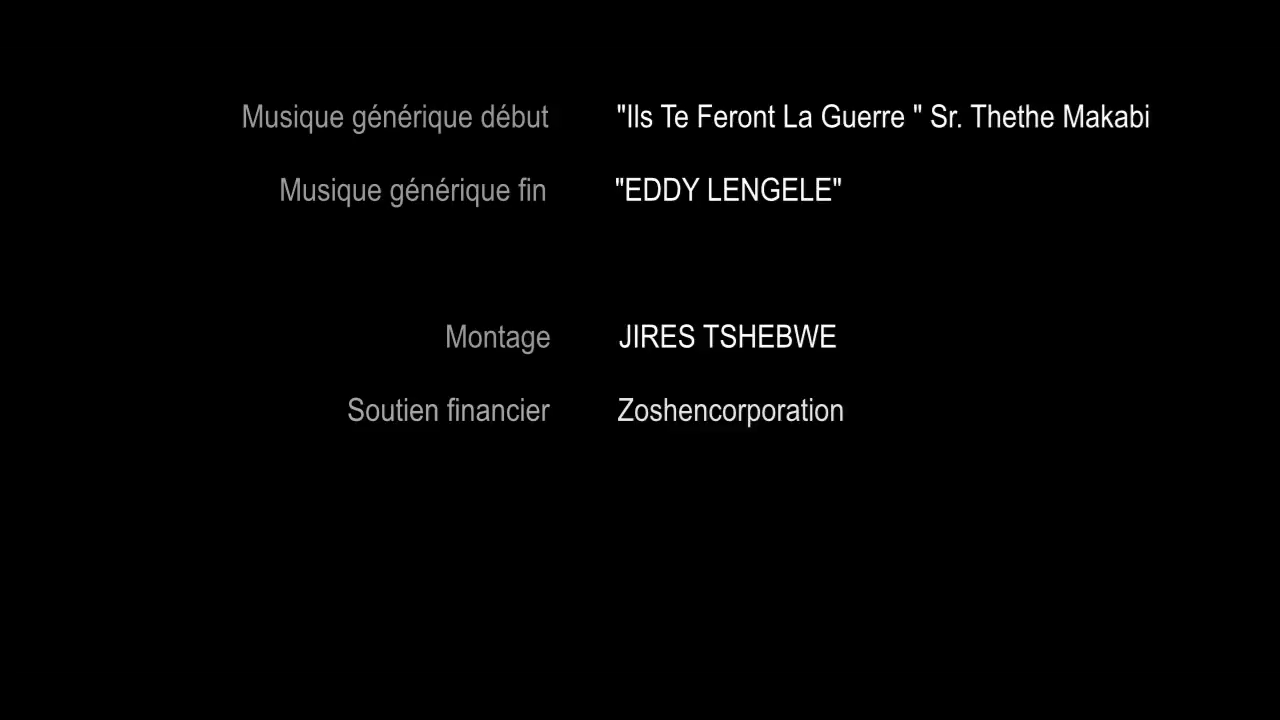 Musique générique début "Ils Te Feront La Guerre " Sr. Thethe Makabi
Musique générique fin "EDDY LENGELE"
Montage JIRES TSHEBWE
Soutien financier Zoshencorporation